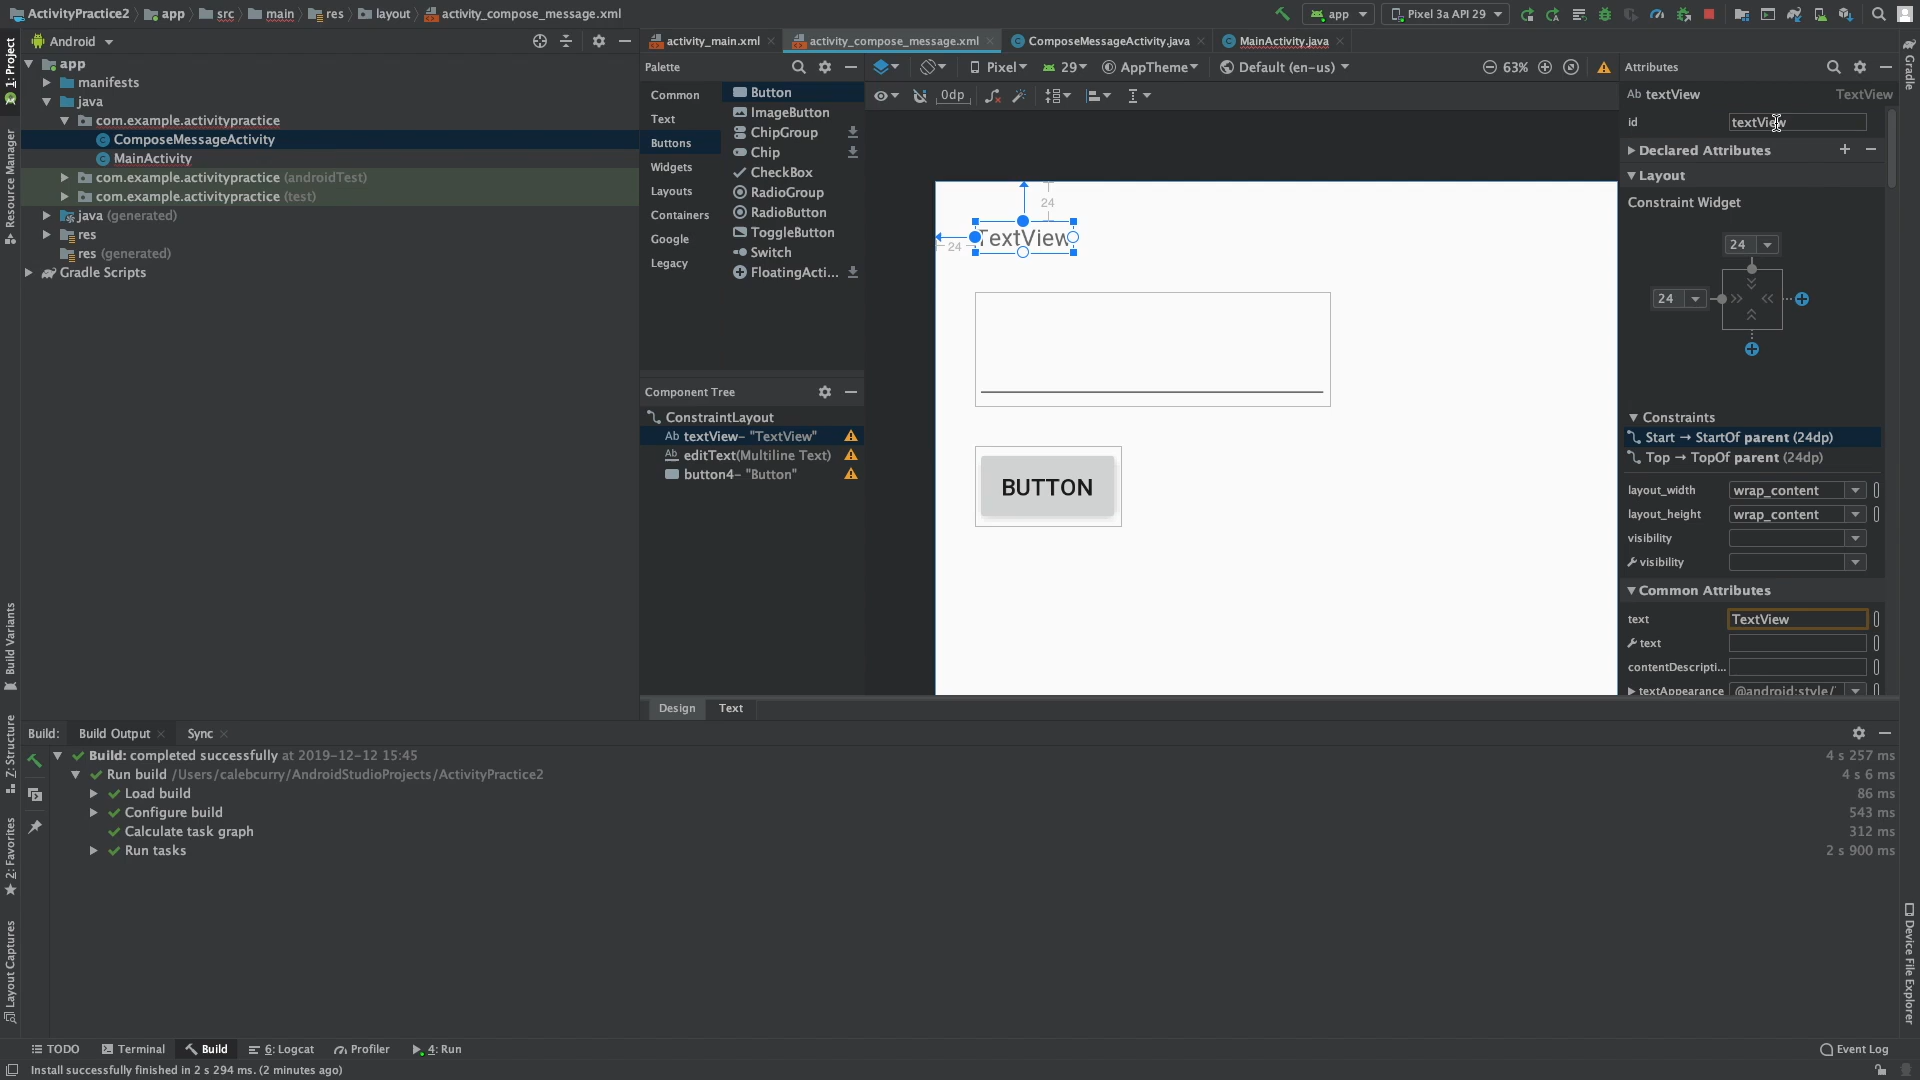 ActivityPractice2 app src main res layout activity_compose_message.xml app Pixel 3a API 29
1: Project
Resource Manager
Build Variants
Z: Structure
2: Favorites
Layout Captures
Android
app
manifests
java
com.example.activitypractice
ComposeMessageActivity
MainActivity
com.example.activitypractice (androidTest)
com.example.activitypractice (test)
java (generated)
res
res (generated)
Gradle Scripts
activity_main.xml activity_compose_message.xml ComposeMessageActivity.java MainActivity.java
Palette
Common
Text
Buttons
Widgets
Layouts
Containers
Google
Legacy
Button
ImageButton
ChipGroup
Chip
CheckBox
RadioGroup
RadioButton
ToggleButton
Switch
FloatingActi...
Component Tree
ConstraintLayout
Ab textView- "TextView"
Ab editText(Multiline Text)
button4- "Button"
Pixel 29 AppTheme Default (en-us) 63%
0dp
24
TextView
24
BUTTON
Design Text
Attributes
Ab textView TextView
id textView
Declared Attributes
Layout
Constraint Widget
24
24
Constraints
Start → StartOf parent (24dp)
Top → TopOf parent (24dp)
layout_width wrap_content
layout_height wrap_content
visibility
visibility
Common Attributes
text TextView
text
contentDescripti...
textAppearance @android:style/
Gradle
Device File Explorer
Build: Build Output Sync
Build: completed successfully at 2019-12-12 15:45 4 s 257 ms
Run build /Users/calebcurry/AndroidStudioProjects/ActivityPractice2 4 s 6 ms
Load build 86 ms
Configure build 543 ms
Calculate task graph 312 ms
Run tasks 2 s 900 ms
TODO Terminal Build 6: Logcat Profiler 4: Run Event Log
Install successfully finished in 2 s 294 ms. (2 minutes ago)